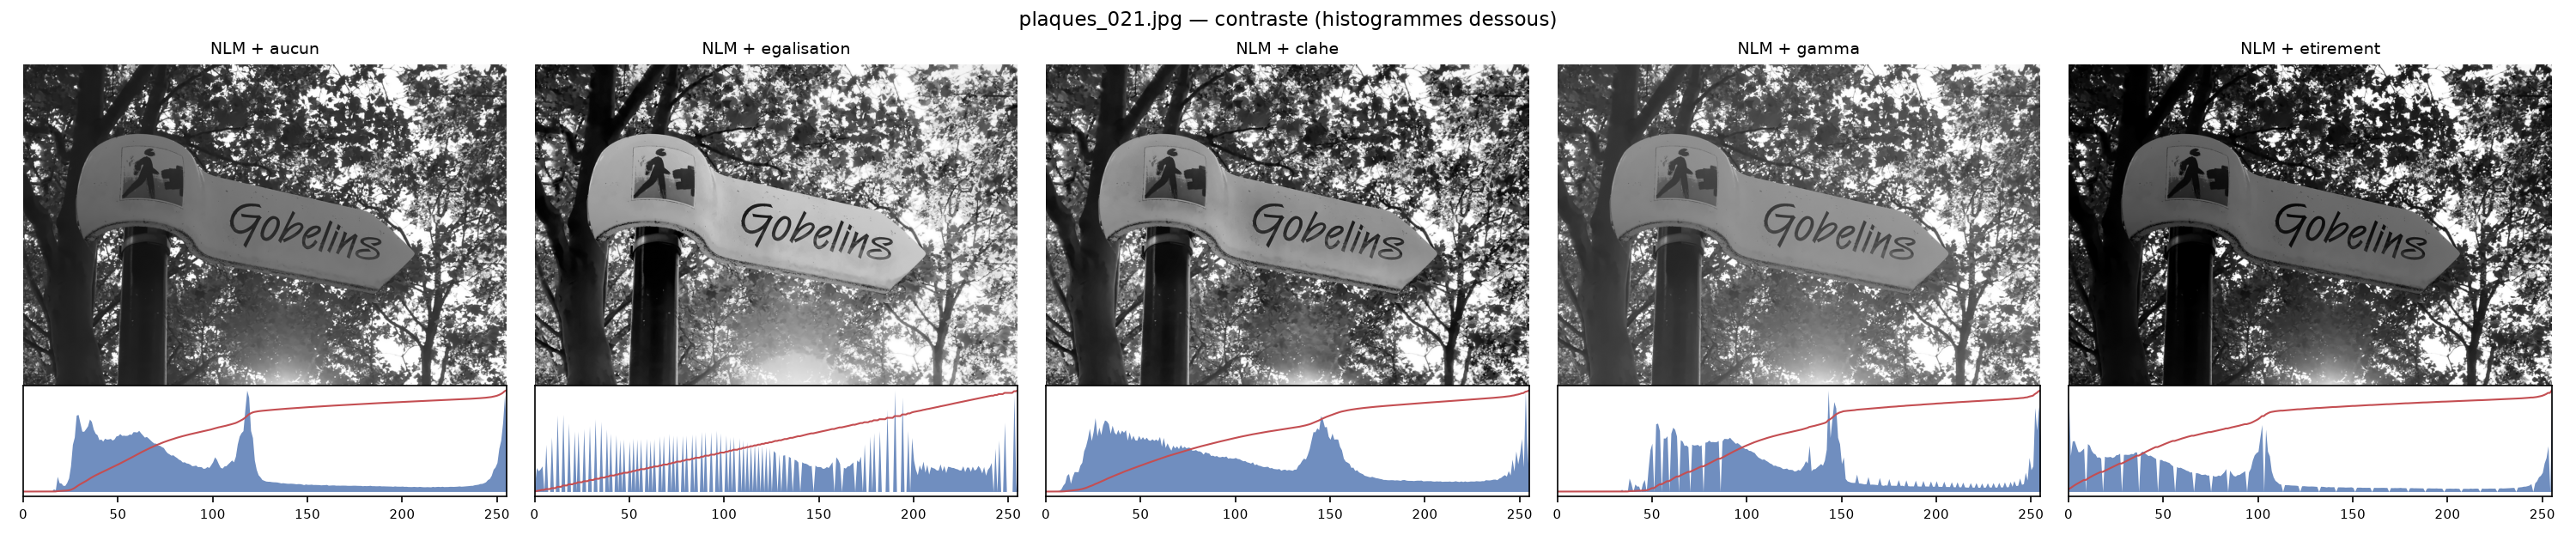 plaques_021.jpg — contraste (histogrammes dessous)
NLM + aucun
NLM + egalisation
NLM + clahe
NLM + gamma
NLM + etirement
Gobelins
Gobelins
Gobelins
Gobelins
Gobelins
0 50 100 150 200 250
0 50 100 150 200 250
0 50 100 150 200 250
0 50 100 150 200 250
0 50 100 150 200 250